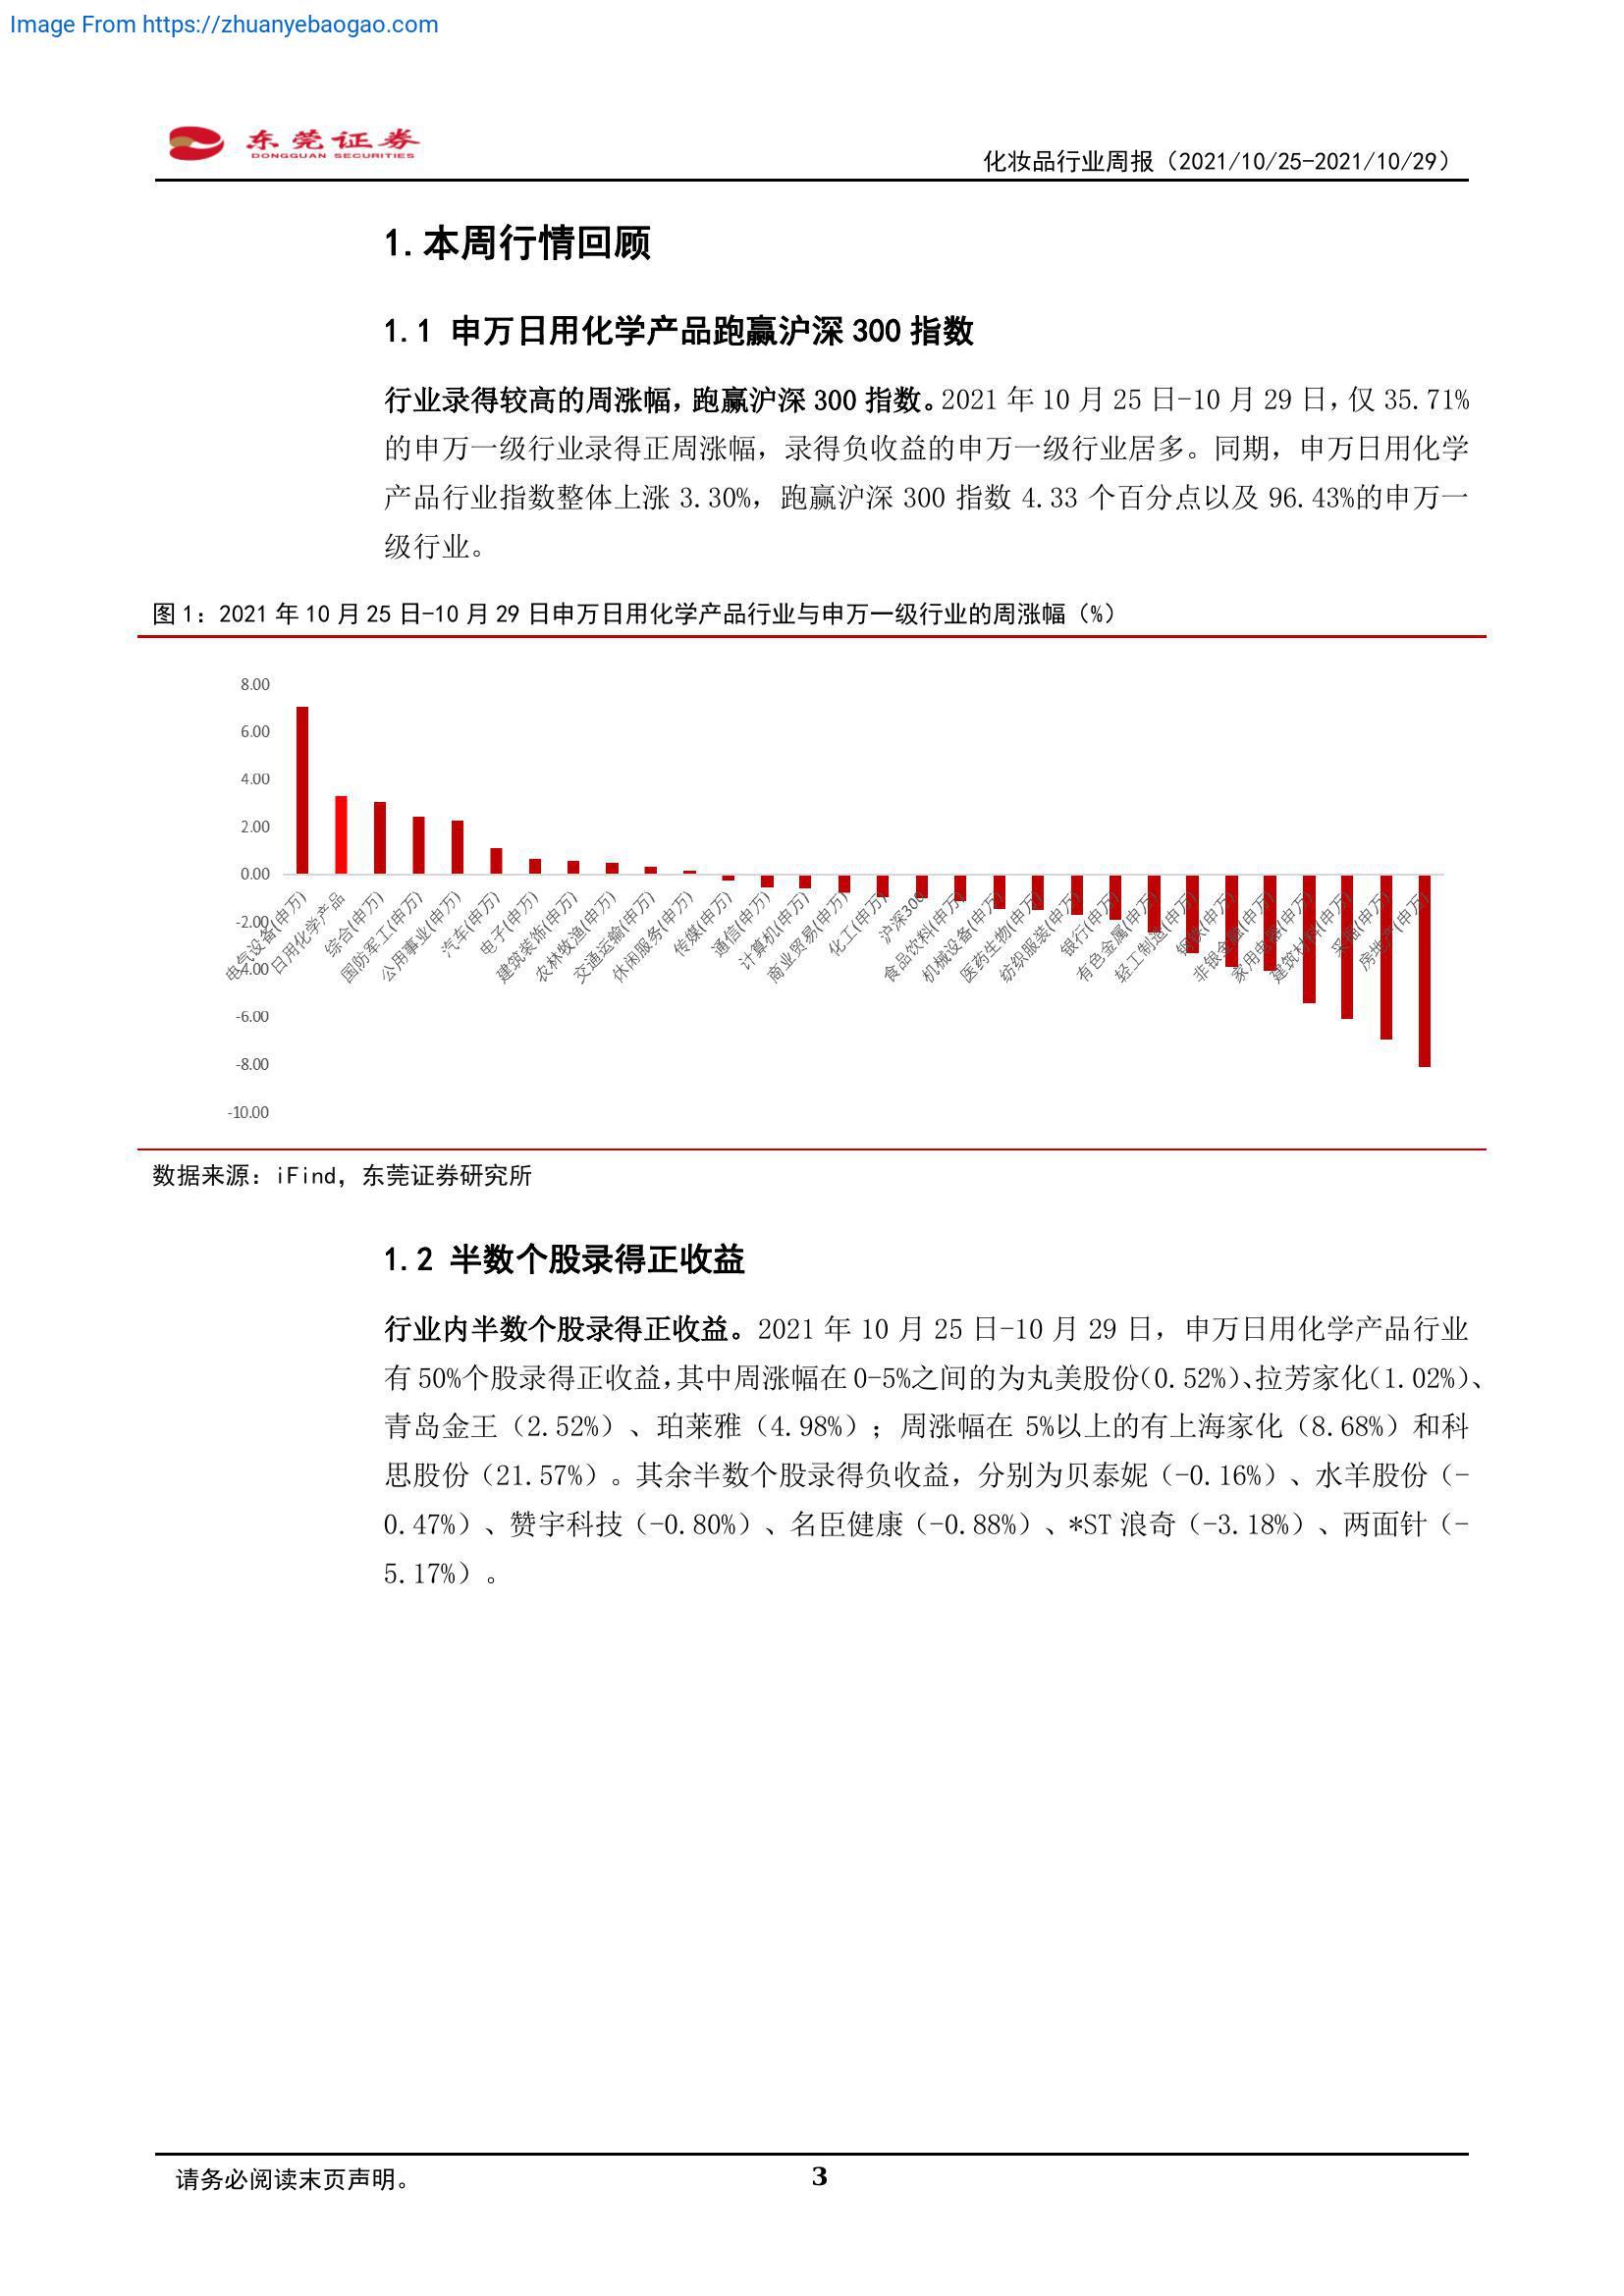 Image From https://zhuanyebaogao.com
东莞证券
DONGGUAN SECURITIES
化妆品行业周报（2021/10/25-2021/10/29）
1.本周行情回顾
1.1 申万日用化学产品跑赢沪深 300 指数
行业录得较高的周涨幅，跑赢沪深 300 指数。2021 年 10 月 25 日-10 月 29 日，仅 35.71%
的申万一级行业录得正周涨幅，录得负收益的申万一级行业居多。同期，申万日用化学
产品行业指数整体上涨 3.30%，跑赢沪深 300 指数 4.33 个百分点以及 96.43%的申万一
级行业。
图 1：2021 年 10 月 25 日-10 月 29 日申万日用化学产品行业与申万一级行业的周涨幅（%）
8.00
6.00
4.00
2.00
0.00
-2.00
-4.00
-6.00
-8.00
-10.00
电气设备(申万)
日用化学产品
综合(申万)
国防军工(申万)
公用事业(申万)
汽车(申万)
电子(申万)
建筑装饰(申万)
农林牧渔(申万)
交通运输(申万)
休闲服务(申万)
传媒(申万)
通信(申万)
计算机(申万)
商业贸易(申万)
化工(申万)
沪深300
食品饮料(申万)
机械设备(申万)
医药生物(申万)
纺织服装(申万)
银行(申万)
有色金属(申万)
轻工制造(申万)
钢铁(申万)
非银金融(申万)
家用电器(申万)
建筑材料(申万)
采掘(申万)
房地产(申万)
数据来源：iFind，东莞证券研究所
1.2 半数个股录得正收益
行业内半数个股录得正收益。2021 年 10 月 25 日-10 月 29 日，申万日用化学产品行业
有 50%个股录得正收益，其中周涨幅在 0-5%之间的为丸美股份（0.52%）、拉芳家化（1.02%）、
青岛金王（2.52%）、珀莱雅（4.98%）；周涨幅在 5%以上的有上海家化（8.68%）和科
思股份（21.57%）。其余半数个股录得负收益，分别为贝泰妮（-0.16%）、水羊股份（-
0.47%）、赞宇科技（-0.80%）、名臣健康（-0.88%）、*ST 浪奇（-3.18%）、两面针（-
5.17%）。
请务必阅读末页声明。
3